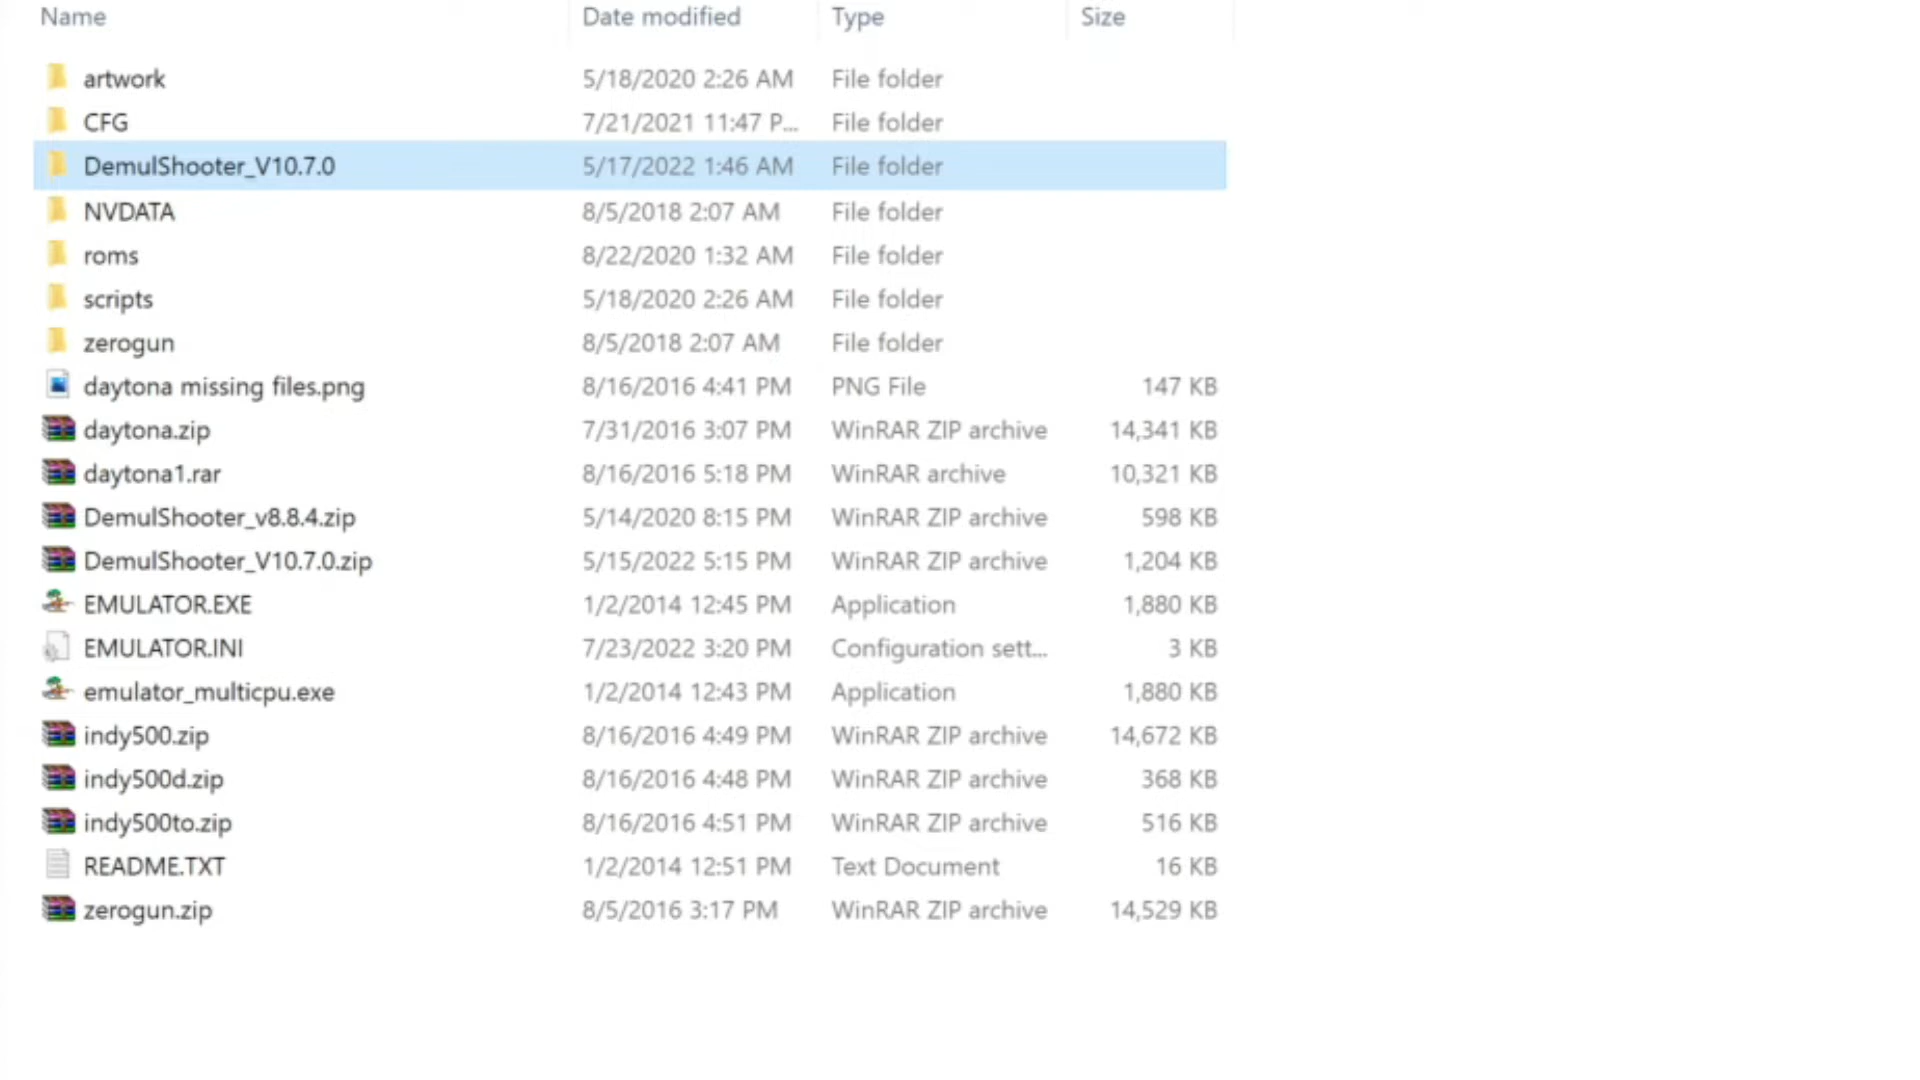 Name Date modified Type Size
artwork 5/18/2020 2:26 AM File folder
CFG 7/21/2021 11:47 P... File folder
DemulShooter_V10.7.0 5/17/2022 1:46 AM File folder
NVDATA 8/5/2018 2:07 AM File folder
roms 8/22/2020 1:32 AM File folder
scripts 5/18/2020 2:26 AM File folder
zerogun 8/5/2018 2:07 AM File folder
daytona missing files.png 8/16/2016 4:41 PM PNG File 147 KB
daytona.zip 7/31/2016 3:07 PM WinRAR ZIP archive 14,341 KB
daytona1.rar 8/16/2016 5:18 PM WinRAR archive 10,321 KB
DemulShooter_v8.8.4.zip 5/14/2020 8:15 PM WinRAR ZIP archive 598 KB
DemulShooter_V10.7.0.zip 5/15/2022 5:15 PM WinRAR ZIP archive 1,204 KB
EMULATOR.EXE 1/2/2014 12:45 PM Application 1,880 KB
EMULATOR.INI 7/23/2022 3:20 PM Configuration sett... 3 KB
emulator_multicpu.exe 1/2/2014 12:43 PM Application 1,880 KB
indy500.zip 8/16/2016 4:49 PM WinRAR ZIP archive 14,672 KB
indy500d.zip 8/16/2016 4:48 PM WinRAR ZIP archive 368 KB
indy500to.zip 8/16/2016 4:51 PM WinRAR ZIP archive 516 KB
README.TXT 1/2/2014 12:51 PM Text Document 16 KB
zerogun.zip 8/5/2016 3:17 PM WinRAR ZIP archive 14,529 KB